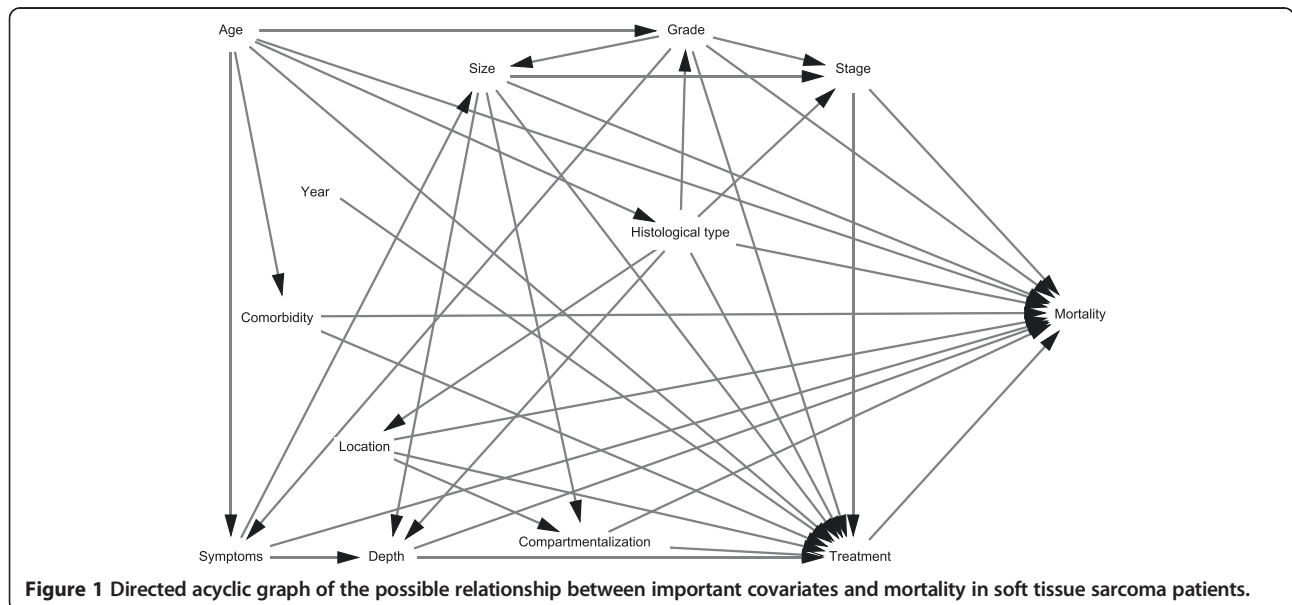 Age
Grade
Size
Stage
Year
Histological type
Comorbidity
Mortality
Location
Compartmentalization
Symptoms
Depth
Treatment
Figure 1 Directed acyclic graph of the possible relationship between important covariates and mortality in soft tissue sarcoma patients.